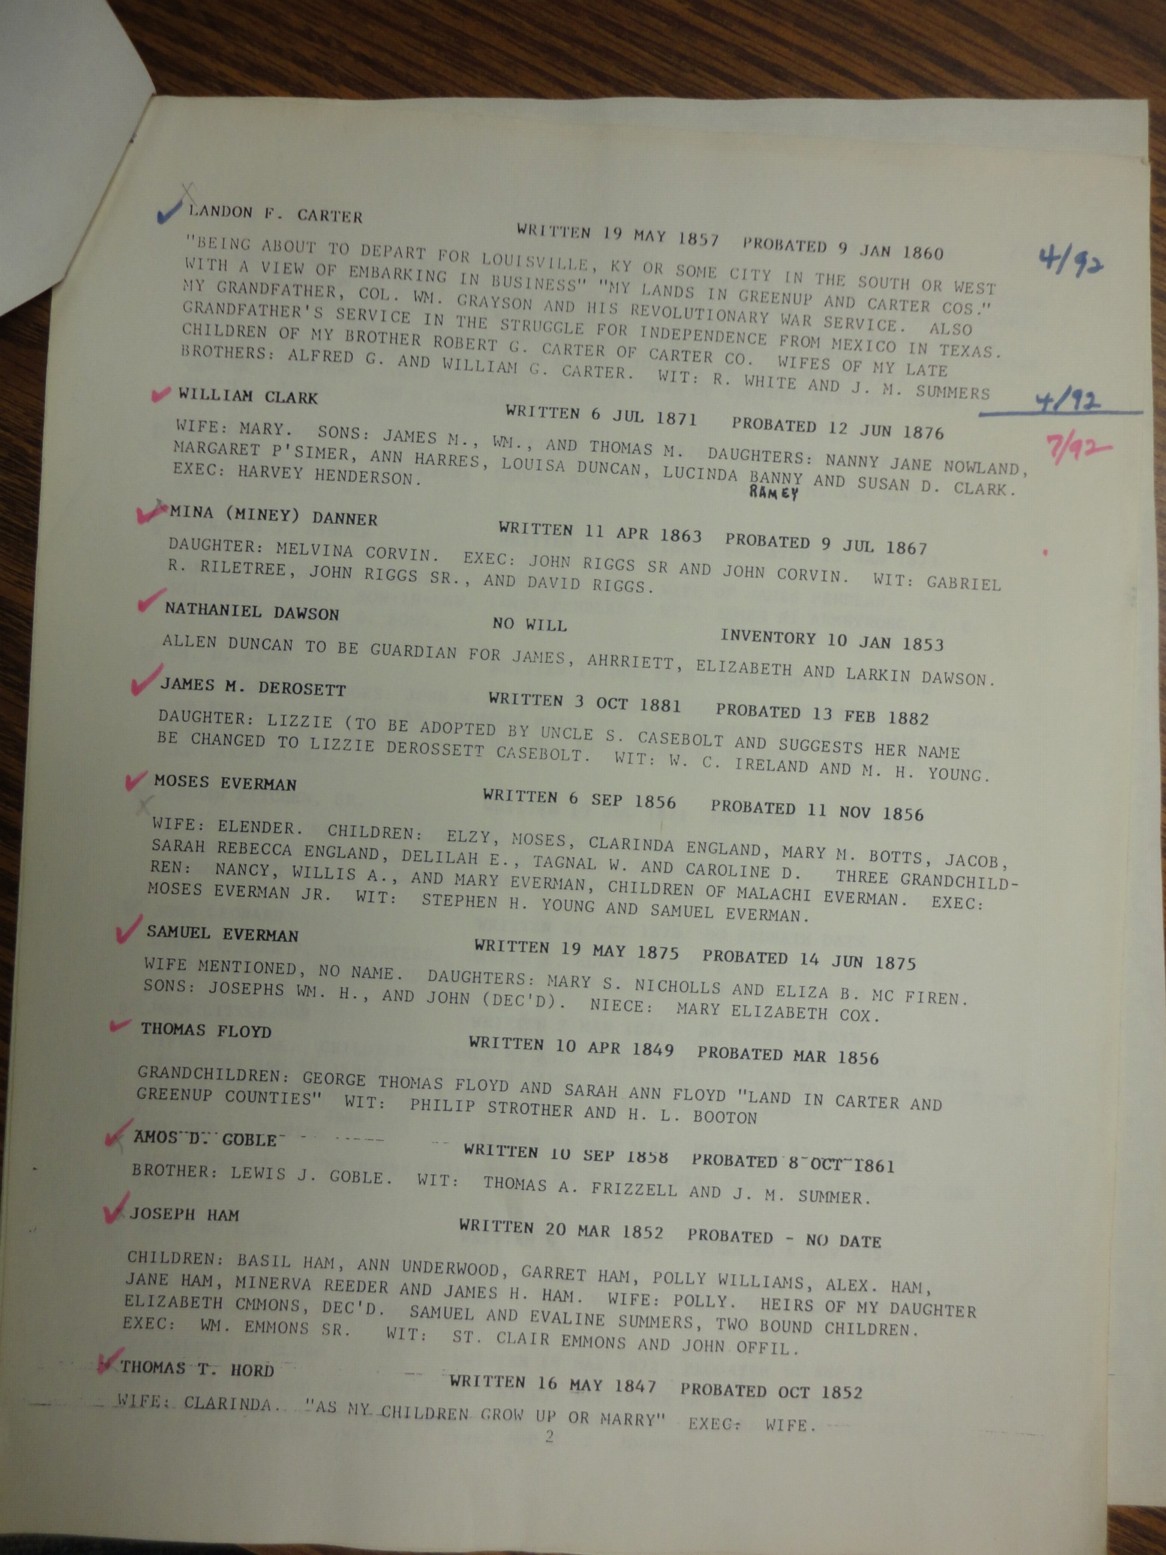 LANDON F. CARTER WRITTEN 19 MAY 1857 PROBATED 9 JAN 1860
"BEING ABOUT TO DEPART FOR LOUISVILLE, KY OR SOME CITY IN THE SOUTH OR WEST
WITH A VIEW OF EMBARKING IN BUSINESS" "MY LANDS IN GREENUP AND CARTER COS."
MY GRANDFATHER, COL. WM. GRAYSON AND HIS REVOLUTIONARY WAR SERVICE. ALSO
GRANDFATHER'S SERVICE IN THE STRUGGLE FOR INDEPENDENCE FROM MEXICO IN TEXAS.
CHILDREN OF MY BROTHER ROBERT G. CARTER OF CARTER CO. WIFES OF MY LATE
BROTHERS: ALFRED G. AND WILLIAM G. CARTER. WIT: R. WHITE AND J. M. SUMMERS
4/92
4/92
7/92
WILLIAM CLARK WRITTEN 6 JUL 1871 PROBATED 12 JUN 1876
WIFE: MARY. SONS: JAMES M., WM., AND THOMAS M. DAUGHTERS: NANNY JANE NOWLAND,
MARGARET P'SIMER, ANN HARRES, LOUISA DUNCAN, LUCINDA BANNY AND SUSAN D. CLARK.
EXEC: HARVEY HENDERSON.
RAMEY
MINA (MINEY) DANNER WRITTEN 11 APR 1863 PROBATED 9 JUL 1867
DAUGHTER: MELVINA CORVIN. EXEC: JOHN RIGGS SR AND JOHN CORVIN. WIT: GABRIEL
R. RILETREE, JOHN RIGGS SR., AND DAVID RIGGS.
NATHANIEL DAWSON NO WILL INVENTORY 10 JAN 1853
ALLEN DUNCAN TO BE GUARDIAN FOR JAMES, AHRRIETT, ELIZABETH AND LARKIN DAWSON.
JAMES M. DEROSETT WRITTEN 3 OCT 1881 PROBATED 13 FEB 1882
DAUGHTER: LIZZIE (TO BE ADOPTED BY UNCLE S. CASEBOLT AND SUGGESTS HER NAME
BE CHANGED TO LIZZIE DEROSSETT CASEBOLT. WIT: W. C. IRELAND AND M. H. YOUNG.
MOSES EVERMAN WRITTEN 6 SEP 1856 PROBATED 11 NOV 1856
WIFE: ELENDER. CHILDREN: ELZY, MOSES, CLARINDA ENGLAND, MARY M. BOTTS, JACOB,
SARAH REBECCA ENGLAND, DELILAH E., TAGNAL W. AND CAROLINE D. THREE GRANDCHILD-
REN: NANCY, WILLIS A., AND MARY EVERMAN, CHILDREN OF MALACHI EVERMAN. EXEC:
MOSES EVERMAN JR. WIT: STEPHEN H. YOUNG AND SAMUEL EVERMAN.
SAMUEL EVERMAN WRITTEN 19 MAY 1875 PROBATED 14 JUN 1875
WIFE MENTIONED, NO NAME. DAUGHTERS: MARY S. NICHOLLS AND ELIZA B. MC FIREN.
SONS: JOSEPHS WM. H., AND JOHN (DEC'D). NIECE: MARY ELIZABETH COX.
THOMAS FLOYD WRITTEN 10 APR 1849 PROBATED MAR 1856
GRANDCHILDREN: GEORGE THOMAS FLOYD AND SARAH ANN FLOYD "LAND IN CARTER AND
GREENUP COUNTIES" WIT: PHILIP STROTHER AND H. L. BOOTON
AMOS D. GOBLE WRITTEN 10 SEP 1858 PROBATED 8 OCT 1861
BROTHER: LEWIS J. GOBLE. WIT: THOMAS A. FRIZZELL AND J. M. SUMMER.
JOSEPH HAM WRITTEN 20 MAR 1852 PROBATED - NO DATE
CHILDREN: BASIL HAM, ANN UNDERWOOD, GARRET HAM, POLLY WILLIAMS, ALEX. HAM,
JANE HAM, MINERVA REEDER AND JAMES H. HAM. WIFE: POLLY. HEIRS OF MY DAUGHTER
ELIZABETH CMMONS, DEC'D. SAMUEL AND EVALINE SUMMERS, TWO BOUND CHILDREN.
EXEC: WM. EMMONS SR. WIT: ST. CLAIR EMMONS AND JOHN OFFIL.
THOMAS T. HORD WRITTEN 16 MAY 1847 PROBATED OCT 1852
WIFE: CLARINDA. "AS MY CHILDREN GROW UP OR MARRY" EXEC: WIFE.
2